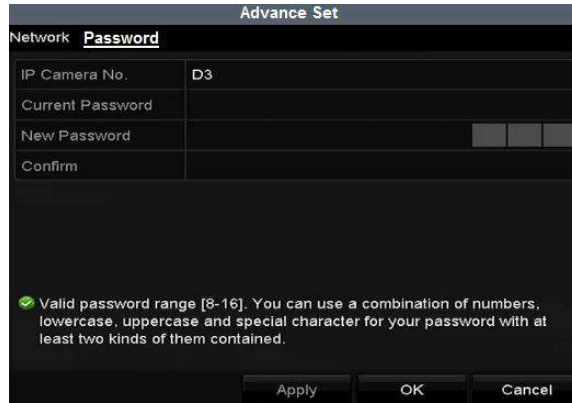 Advance Set
Network Password
IP Camera No. D3
Current Password
New Password
Confirm
Valid password range [8-16]. You can use a combination of numbers,
lowercase, uppercase and special character for your password with at
least two kinds of them contained.
Apply OK Cancel